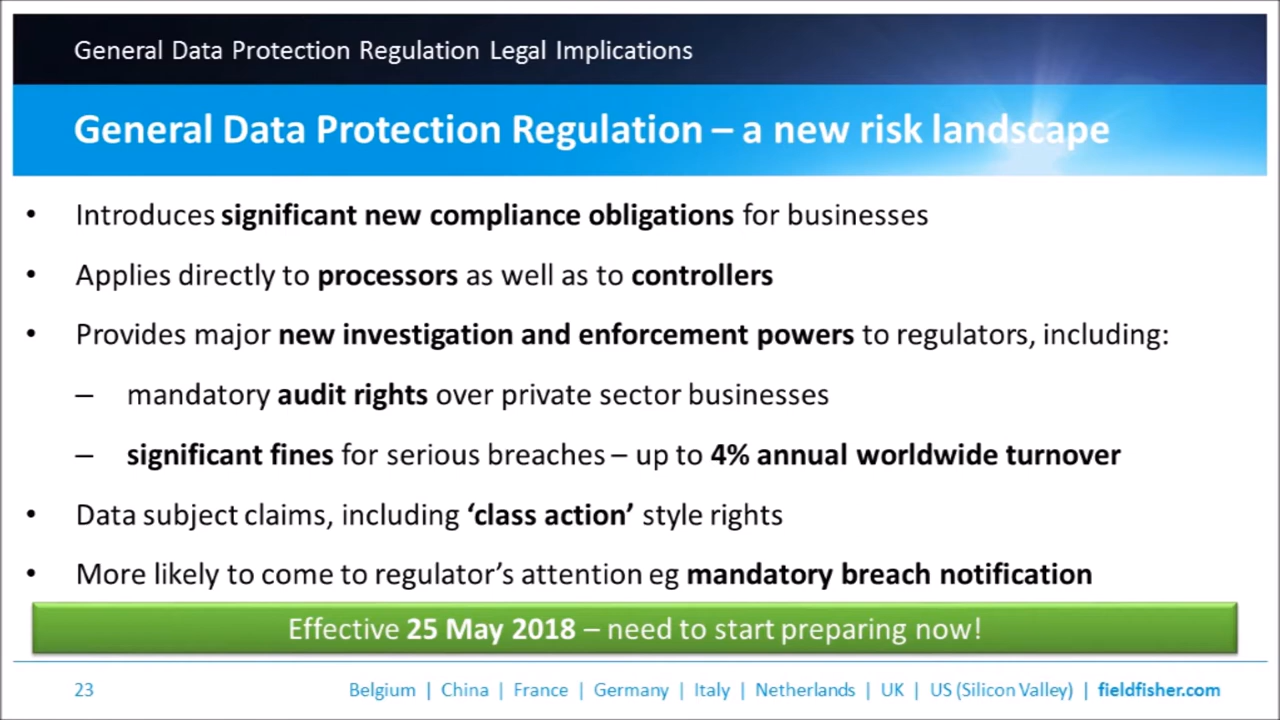 General Data Protection Regulation Legal Implications
General Data Protection Regulation – a new risk landscape
• Introduces significant new compliance obligations for businesses
• Applies directly to processors as well as to controllers
• Provides major new investigation and enforcement powers to regulators, including:
– mandatory audit rights over private sector businesses
– significant fines for serious breaches – up to 4% annual worldwide turnover
• Data subject claims, including ‘class action’ style rights
• More likely to come to regulator’s attention eg mandatory breach notification
Effective 25 May 2018 – need to start preparing now!
23 Belgium | China | France | Germany | Italy | Netherlands | UK | US (Silicon Valley) | fieldfisher.com